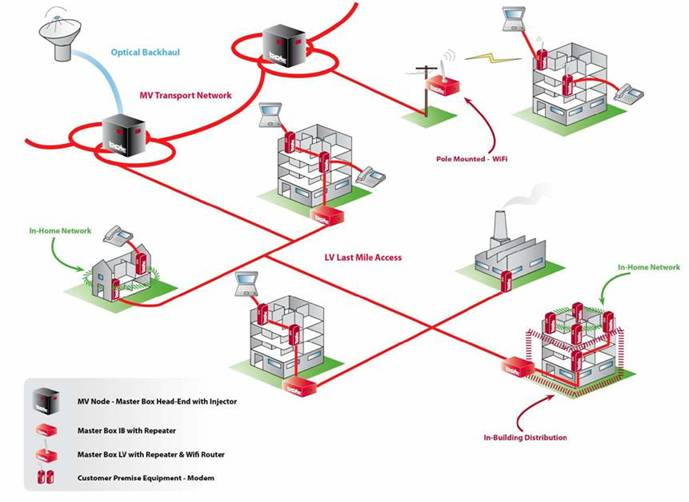 Optical Backhaul
MV Transport Network
Pole Mounted - WiFi
In-Home Network
LV Last Mile Access
In-Home Network
In-Building Distribution
MV Node - Master Box Head-End with Injector
Master Box IB with Repeater
Master Box LV with Repeater & Wifi Router
Customer Premise Equipment - Modem